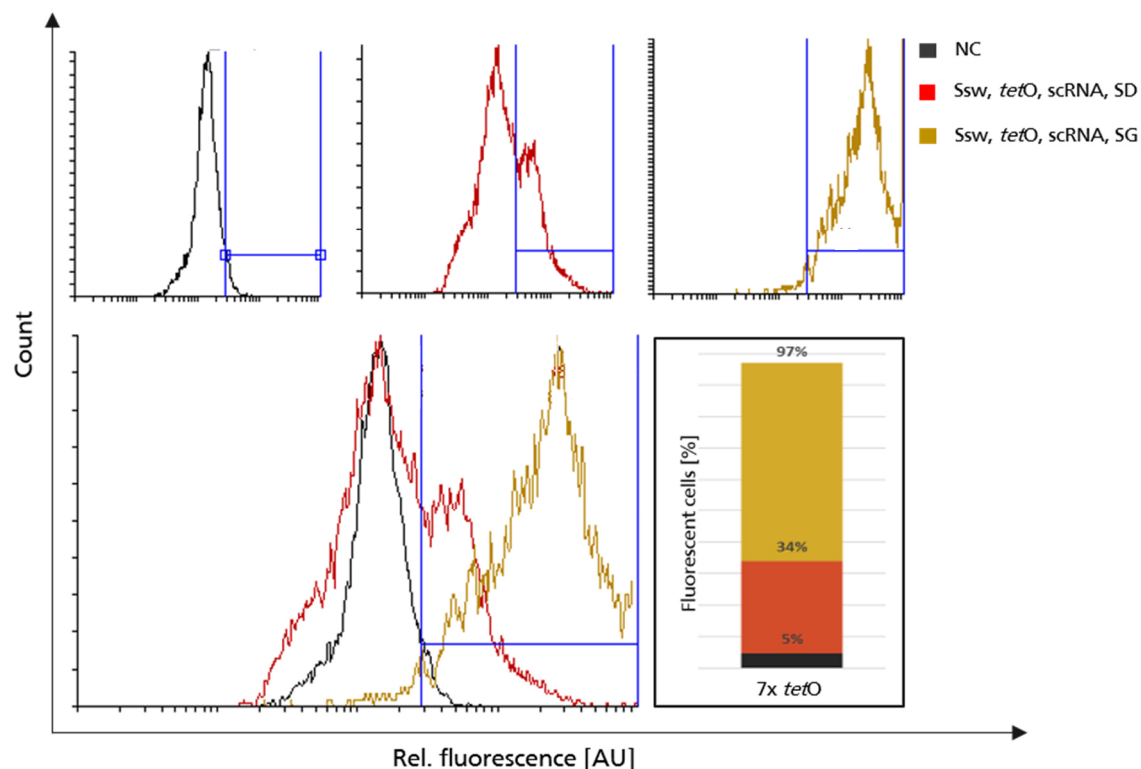 NC
Ssw, tetO, scRNA, SD
Ssw, tetO, scRNA, SG
Count
97%
34%
5%
Fluorescent cells [%]
7x tetO
Rel. fluorescence [AU]